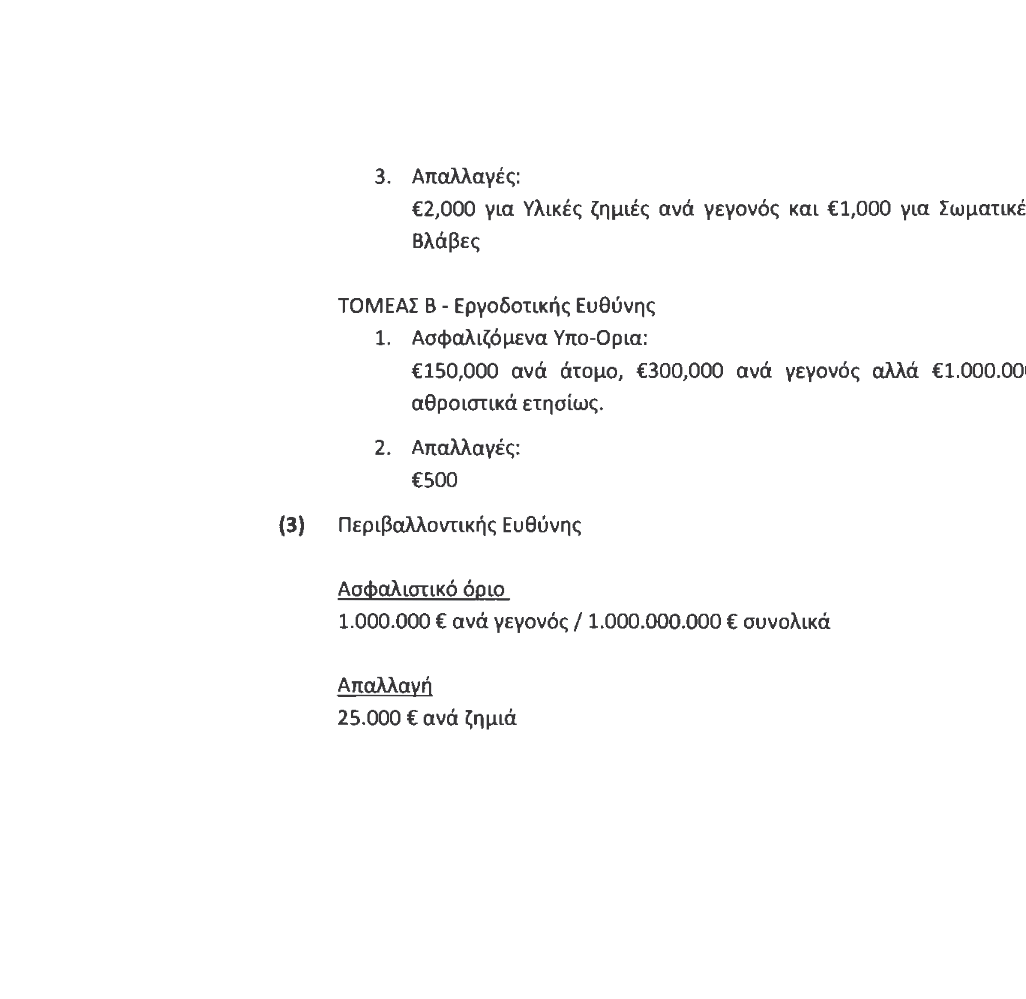 3. Απαλλαγές:
€2,000 για Υλικές ζημιές ανά γεγονός και €1,000 για Σωματικέ
Βλάβες
ΤΟΜΕΑΣ Β - Εργοδοτικής Ευθύνης
1. Ασφαλιζόμενα Υπο-Ορια:
€150,000 ανά άτομο, €300,000 ανά γεγονός αλλά €1.000.00
αθροιστικά ετησίως.
2. Απαλλαγές:
€500
(3) Περιβαλλοντικής Ευθύνης
Ασφαλιστικό όριο
1.000.000 € ανά γεγονός / 1.000.000.000 € συνολικά
Απαλλαγή
25.000 € ανά ζημιά